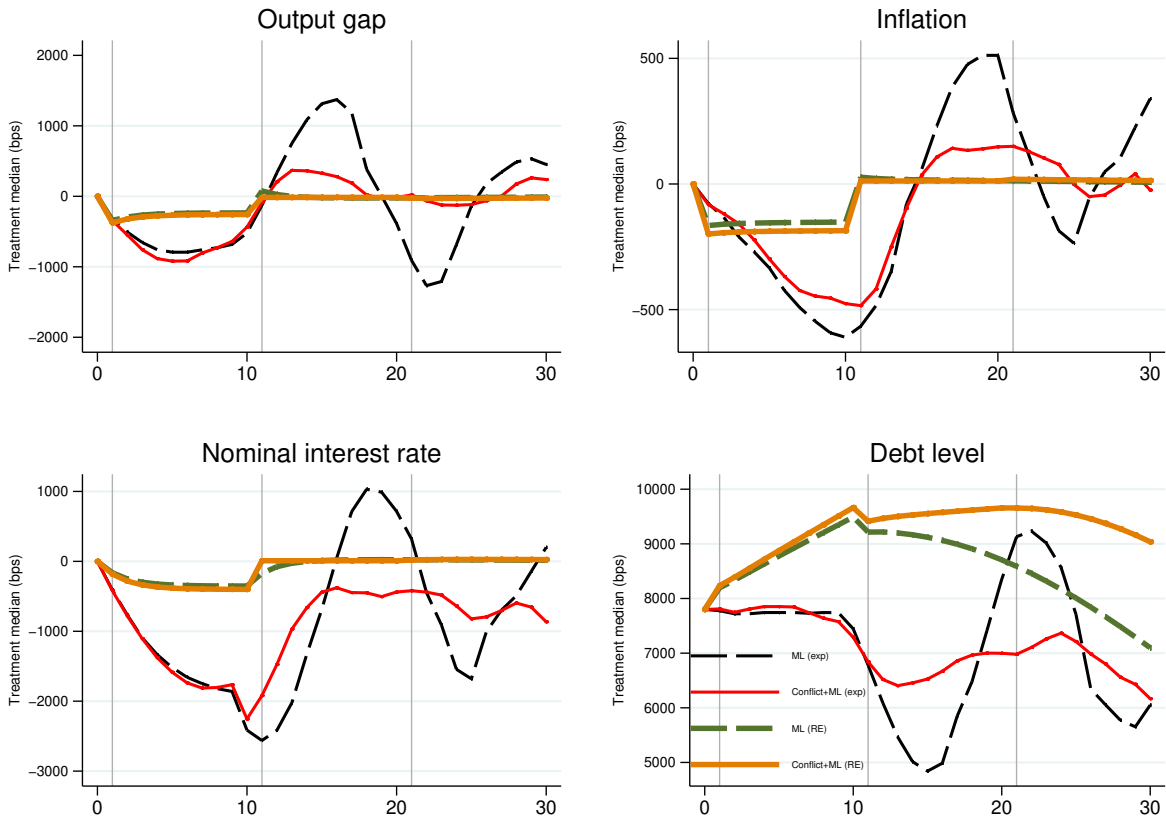 Output gap
Treatment median (bps)
2000
1000
0
−1000
−2000
0
10
20
30
Inflation
Treatment median (bps)
500
0
−500
0
10
20
30
Nominal interest rate
Treatment median (bps)
1000
0
−1000
−2000
−3000
0
10
20
30
Debt level
Treatment median (bps)
10000
9000
8000
7000
6000
5000
ML (exp)
Conflict+ML (exp)
ML (RE)
Conflict+ML (RE)
0
10
20
30